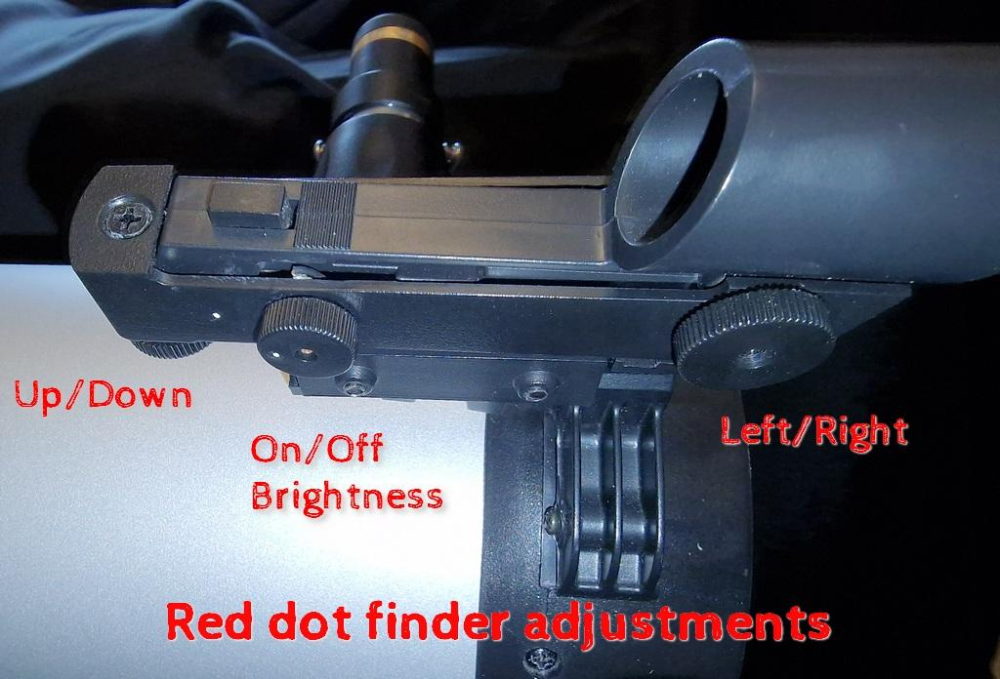 Up/Down
On/Off
Brightness
Left/Right
Red dot finder adjustments